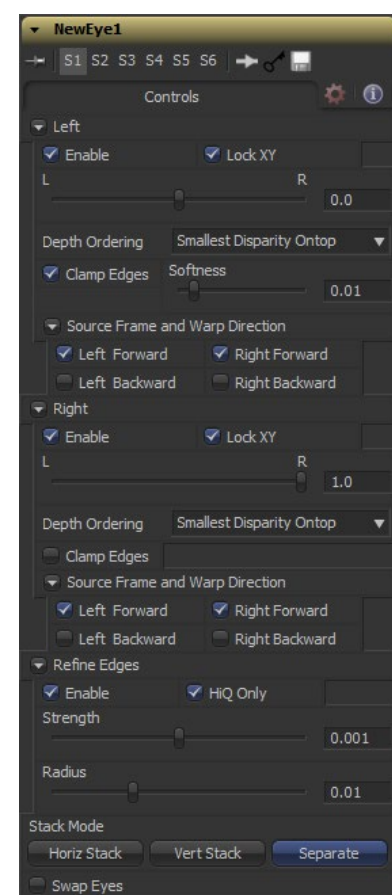 NewEye1
S1 S2 S3 S4 S5 S6
Controls
Left
Enable Lock XY
L R
0.0
Depth Ordering Smallest Disparity Ontop
Clamp Edges Softness
0.01
Source Frame and Warp Direction
Left Forward Right Forward
Left Backward Right Backward
Right
Enable Lock XY
L R
1.0
Depth Ordering Smallest Disparity Ontop
Clamp Edges
Source Frame and Warp Direction
Left Forward Right Forward
Left Backward Right Backward
Refine Edges
Enable HiQ Only
Strength
0.001
Radius
0.01
Stack Mode
Horiz Stack Vert Stack Separate
Swap Eyes